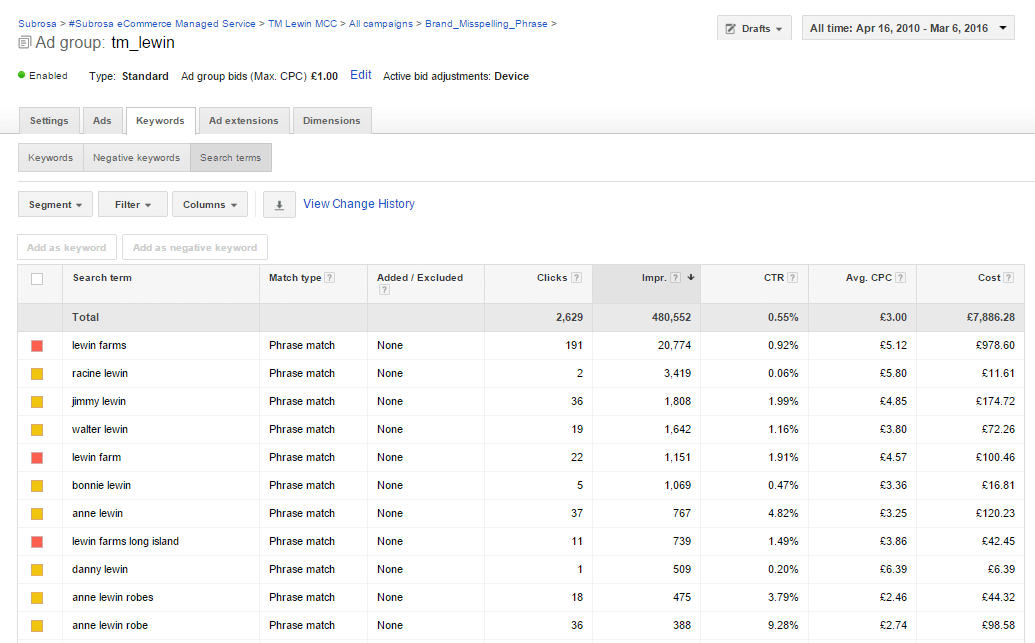 Subrosa > #Subrosa eCommerce Managed Service > TM Lewin MCC > All campaigns > Brand_Misspelling_Phrase >
Ad group: tm_lewin
Drafts
All time: Apr 16, 2010 - Mar 6, 2016
Enabled Type: Standard Ad group bids (Max. CPC) £1.00 Edit Active bid adjustments: Device
Settings Ads Keywords Ad extensions Dimensions
Keywords Negative keywords Search terms
Segment Filter Columns View Change History
Add as keyword Add as negative keyword
Search term Match type ? Added / Excluded ? Clicks ? Impr. ? CTR ? Avg. CPC ? Cost ?
Total 2,629 480,552 0.55% £3.00 £7,886.28
lewin farms Phrase match None 191 20,774 0.92% £5.12 £978.60
racine lewin Phrase match None 2 3,419 0.06% £5.80 £11.61
jimmy lewin Phrase match None 36 1,808 1.99% £4.85 £174.72
walter lewin Phrase match None 19 1,642 1.16% £3.80 £72.26
lewin farm Phrase match None 22 1,151 1.91% £4.57 £100.46
bonnie lewin Phrase match None 5 1,069 0.47% £3.36 £16.81
anne lewin Phrase match None 37 767 4.82% £3.25 £120.23
lewin farms long island Phrase match None 11 739 1.49% £3.86 £42.45
danny lewin Phrase match None 1 509 0.20% £6.39 £6.39
anne lewin robes Phrase match None 18 475 3.79% £2.46 £44.32
anne lewin robe Phrase match None 36 388 9.28% £2.74 £98.58